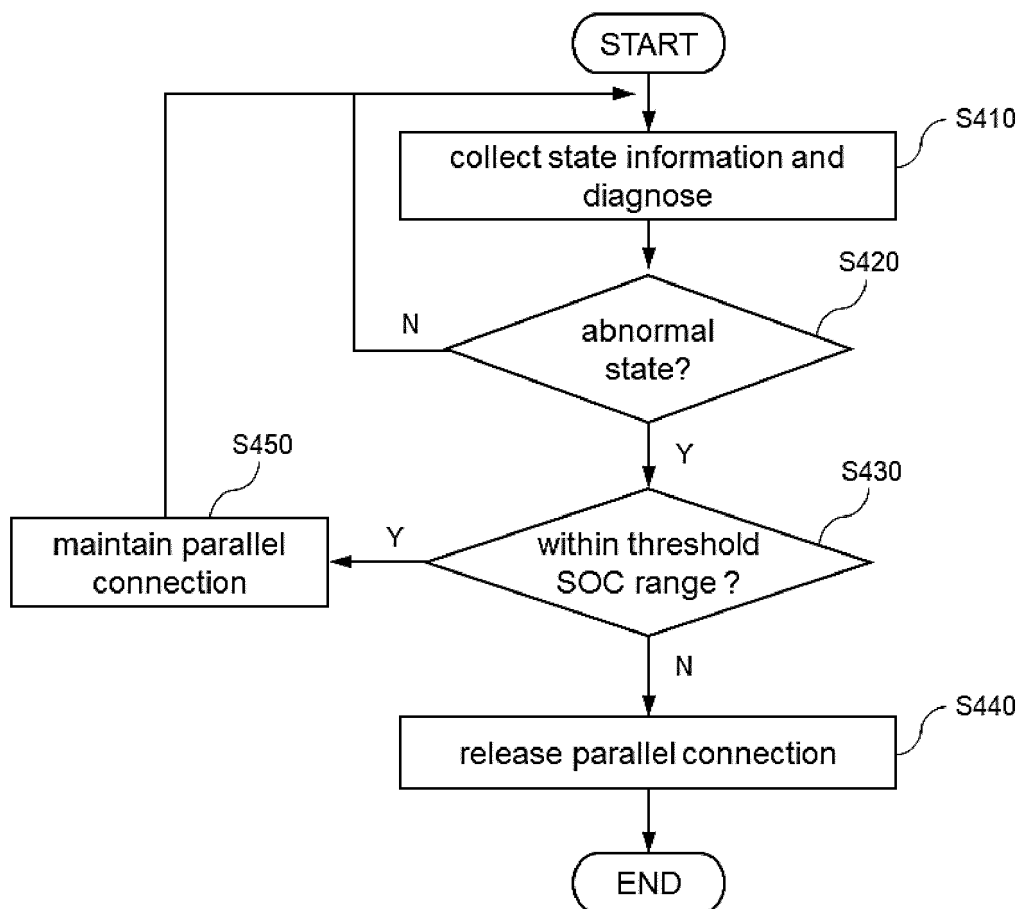 START
S410
collect state information and
diagnose
S420
N
abnormal
state?
Y
S450
S430
maintain parallel
connection
Y
within threshold
SOC range ?
N
S440
release parallel connection
END